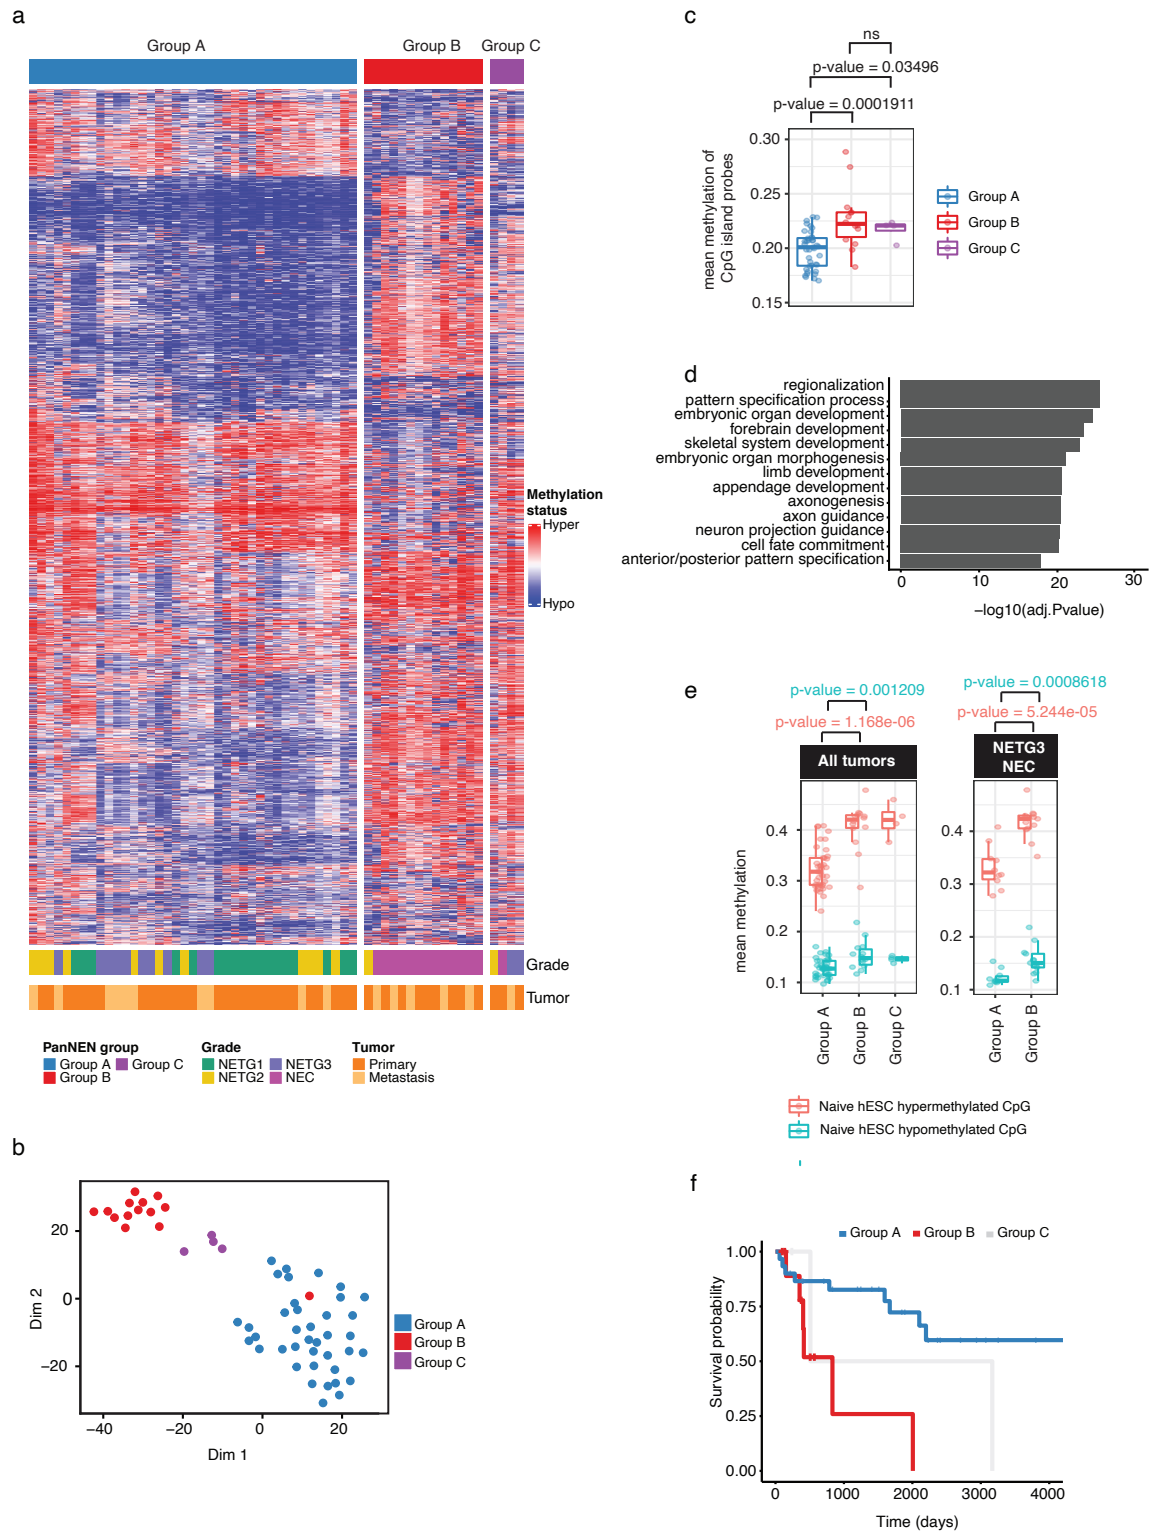 a
Group A
Group B
Group C
Methylation
status
Hyper
Hypo
Grade
Tumor
PanNEN group
Group A
Group C
Group B
Grade
NETG1
NETG3
NETG2
NEC
Tumor
Primary
Metastasis
b
Dim 2
20
0
−20
−40
−20
0
20
Dim 1
Group A
Group B
Group C
c
ns
p-value = 0.03496
p-value = 0.0001911
mean methylation of
CpG island probes
0.30
0.25
0.20
0.15
Group A
Group B
Group C
d
regionalization
pattern specification process
embryonic organ development
forebrain development
skeletal system development
embryonic organ morphogenesis
limb development
appendage development
axonogenesis
axon guidance
neuron projection guidance
cell fate commitment
anterior/posterior pattern specification
0
10
20
30
−log10(adj.Pvalue)
e
p-value = 0.001209
p-value = 1.168e-06
p-value = 0.0008618
p-value = 5.244e-05
All tumors
NETG3
NEC
mean methylation
0.4
0.3
0.2
0.1
0.4
0.3
0.2
0.1
Group A
Group B
Group C
Group A
Group B
Naive hESC hypermethylated CpG
Naive hESC hypomethylated CpG
f
Group A
Group B
Group C
Survival probability
1.00
0.75
0.50
0.25
0.00
0
1000
2000
3000
4000
Time (days)